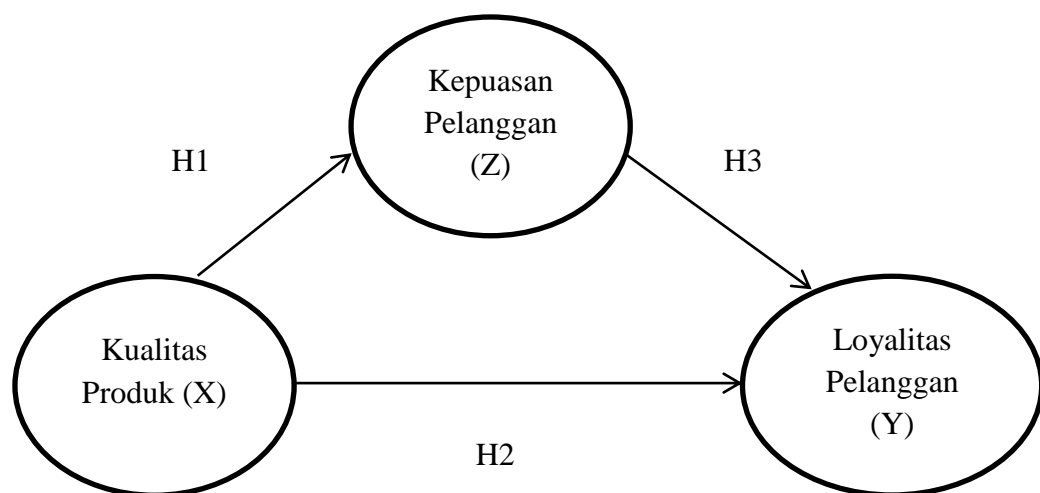 Kepuasan
Pelanggan
(Z)
H1
H3
Kualitas
Produk (X)
Loyalitas
Pelanggan
(Y)
H2